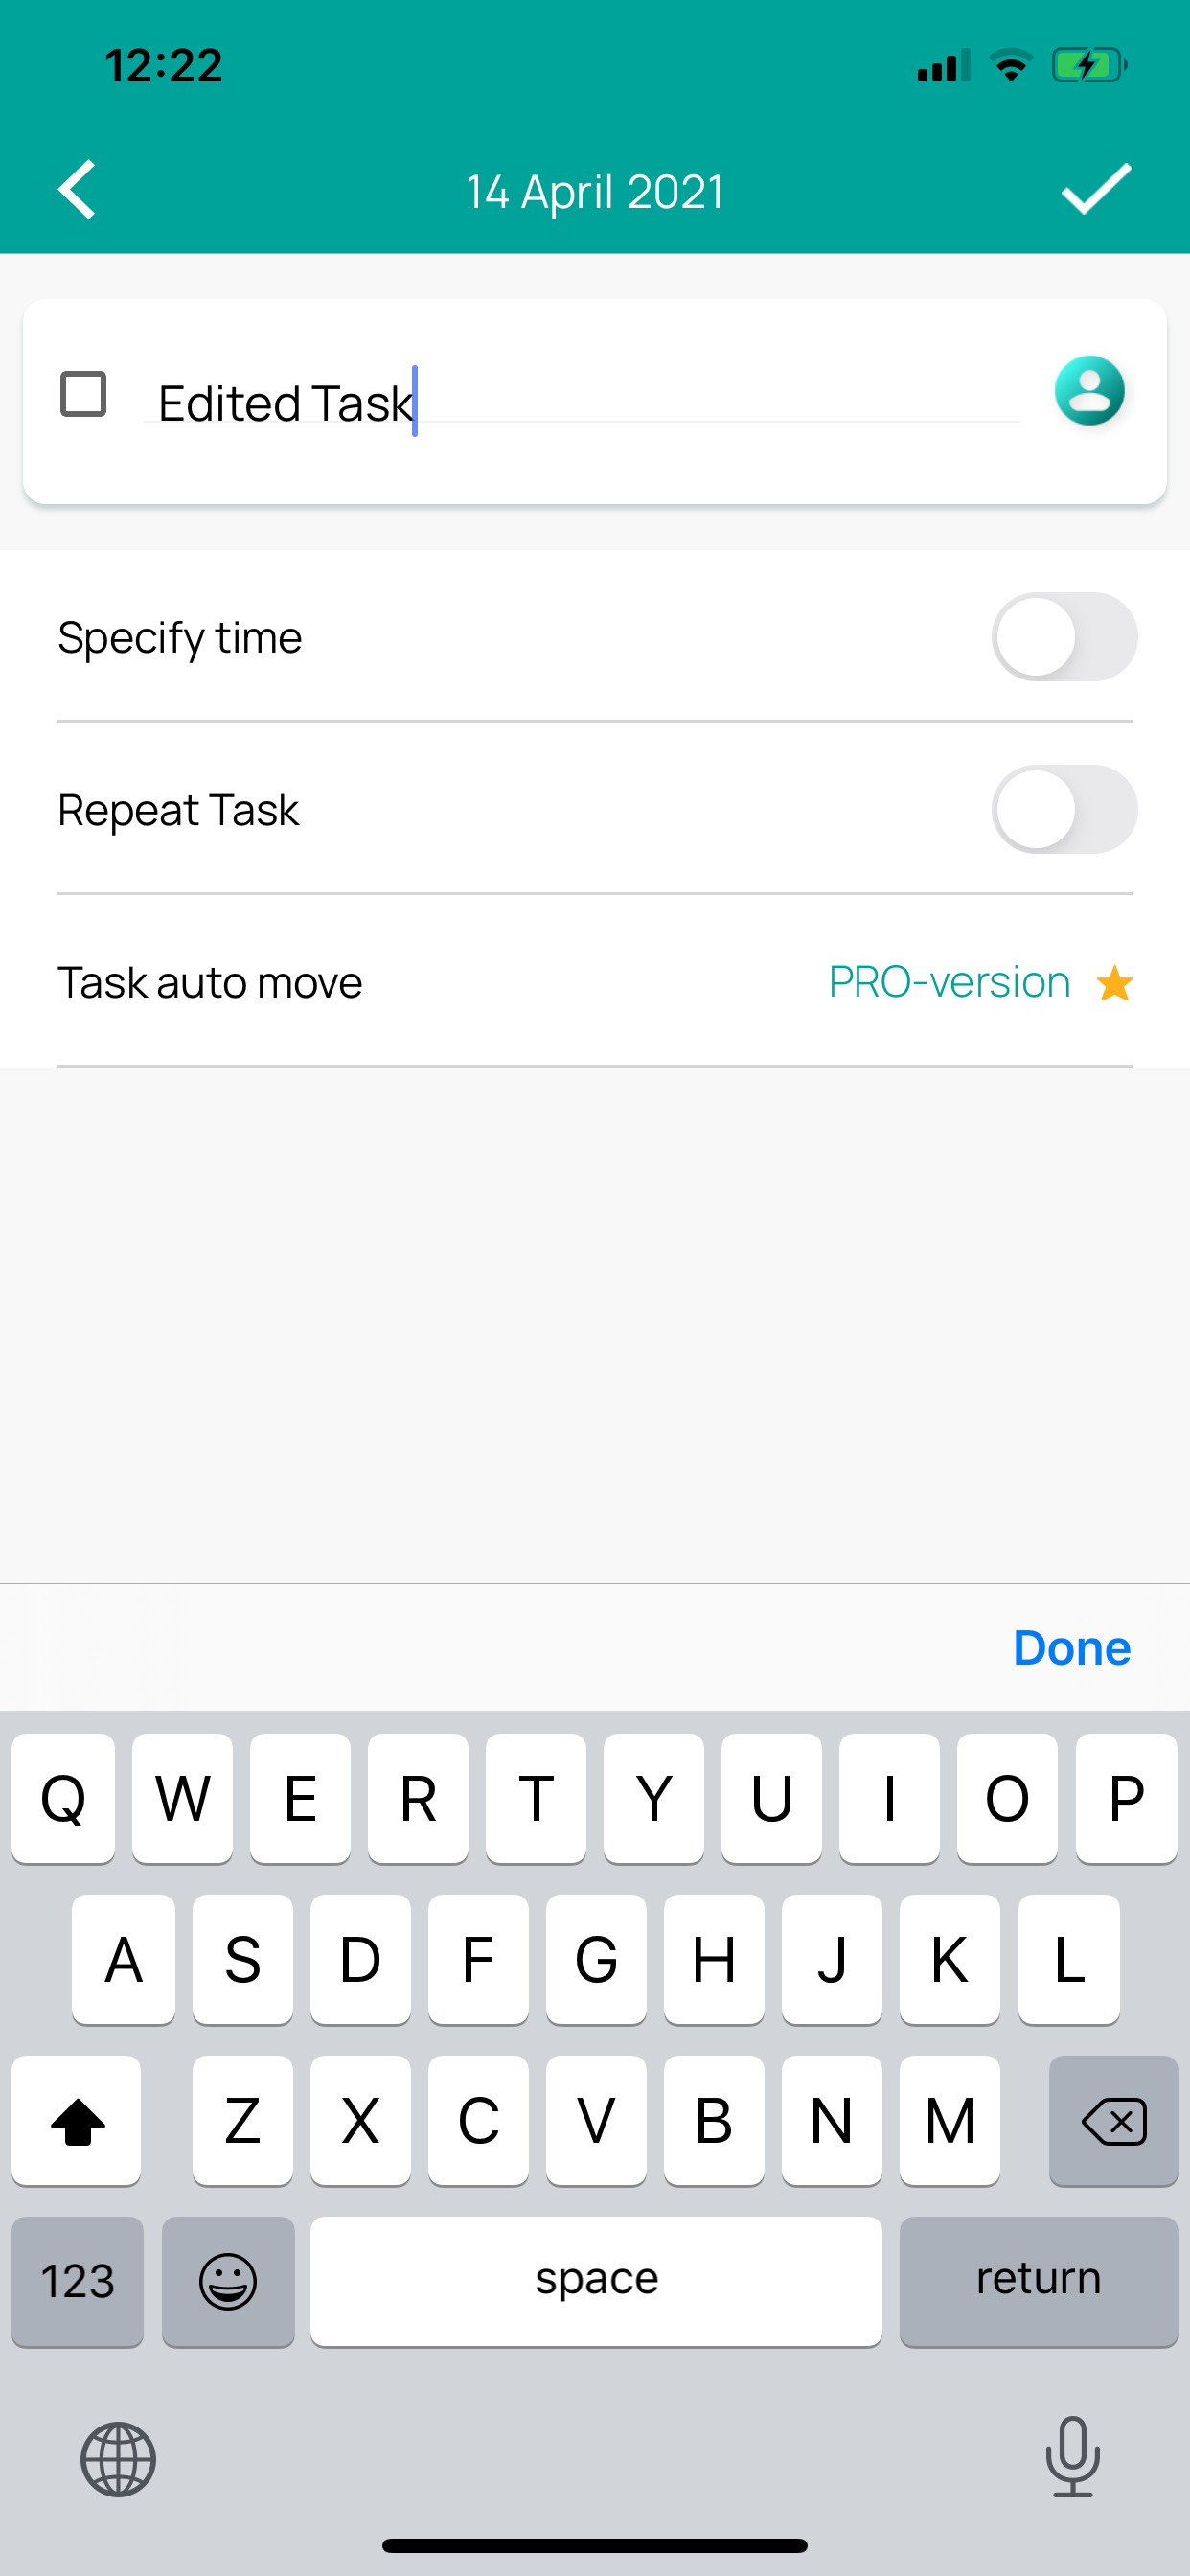 12:22
14 April 2021
Edited Task
Specify time
Repeat Task
Task auto move PRO-version
Done
Q W E R T Y U I O P
A S D F G H J K L
Z X C V B N M
123 space return